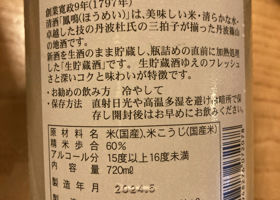 創業寛政9年(1797年)
清酒「鳳鳴(ほうめい)」は、美味しい米・清らかな水・
卓越した技の丹波杜氏の三拍子が揃った丹波篠山
の地酒です。
新酒を生酒のまま貯蔵し、瓶詰めの直前に加熱処理
した「生貯蔵酒」です。生貯蔵酒ゆえのフレッシュ
さと深いコクと味わいが特徴です。
・お勧めの飲み方 冷やして
・保存方法 直射日光や高温多湿を避け暗所で保
存し開封後はお早めにお飲みください。
原材料名 米(国産)、米こうじ(国産米)
精米歩合 60%
アルコール分 15度以上16度未満
内容量 720ml
製造年月 2024.5